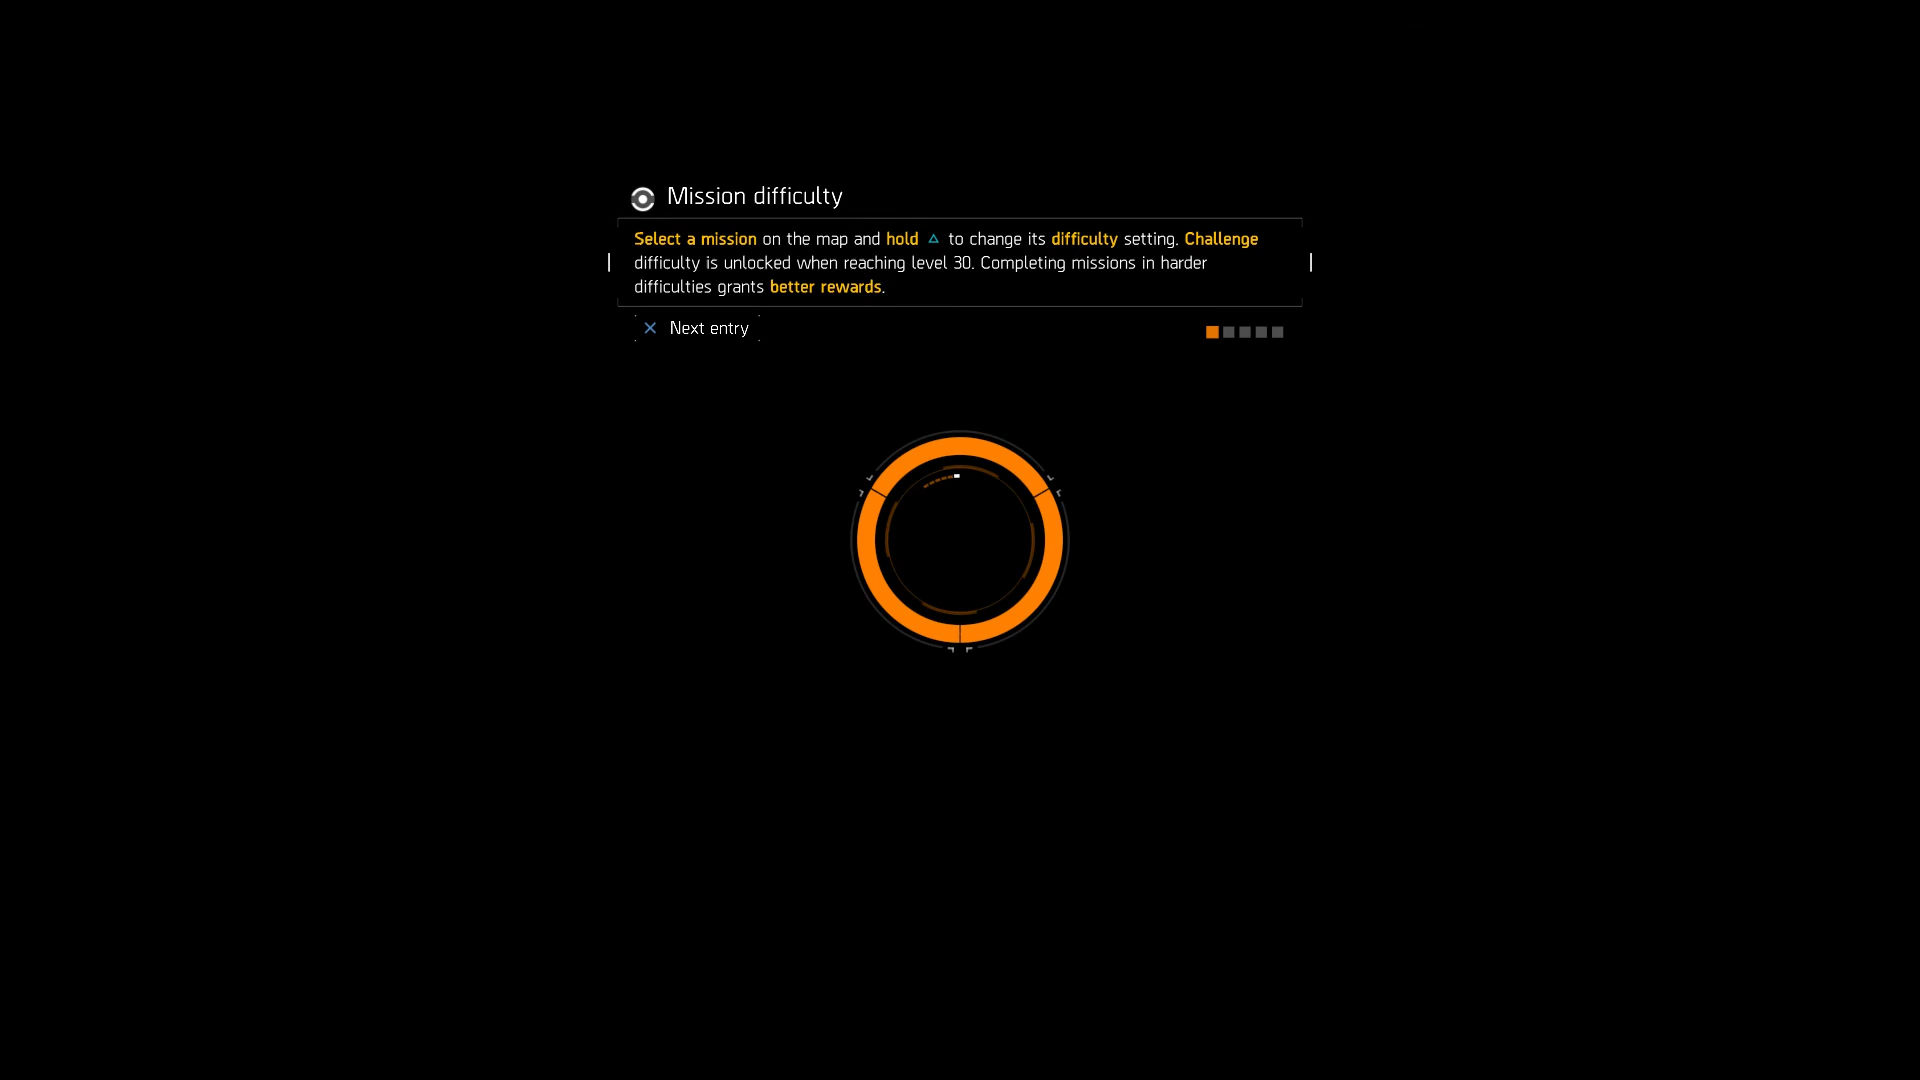 Mission difficulty
Select a mission on the map and hold △ to change its difficulty setting. Challenge
difficulty is unlocked when reaching level 30. Completing missions in harder
difficulties grants better rewards.
Next entry